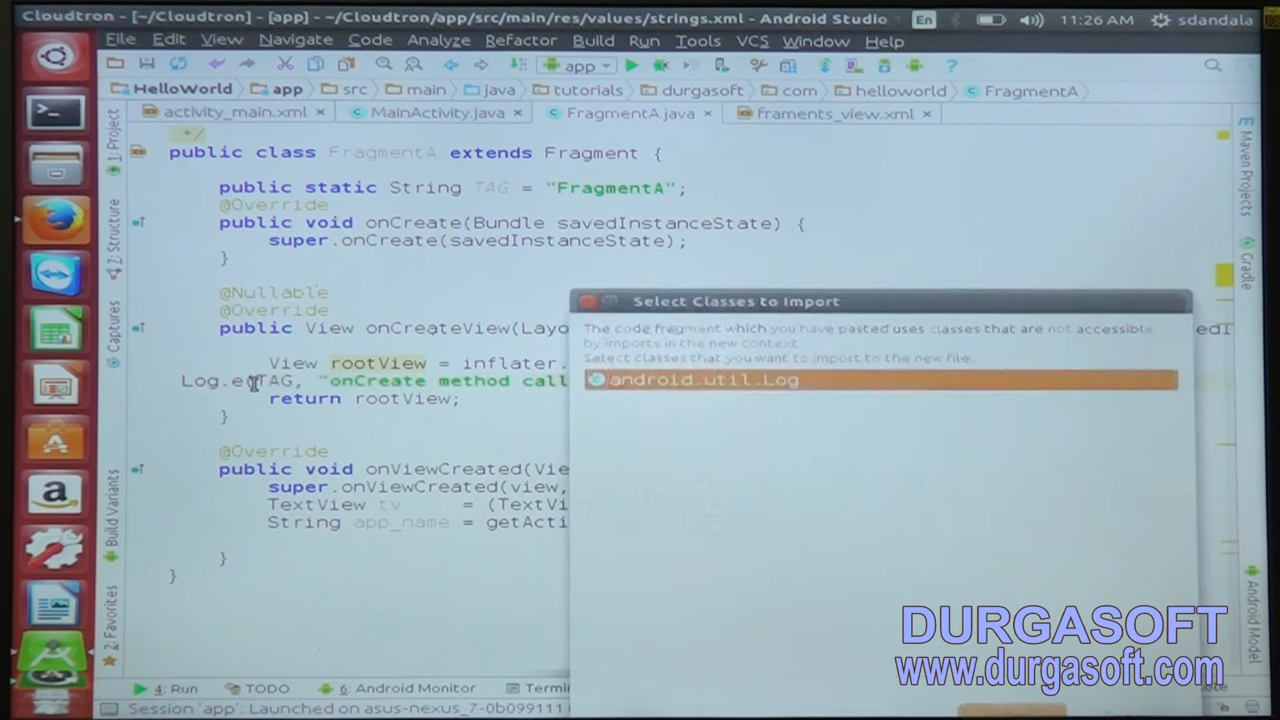 Cloudtron - [~/Cloudtron] - [app] - ~/Cloudtron/app/src/main/res/values/strings.xml - Android Studio
En
11:26 AM
sdandala
File Edit View Navigate Code Analyze Refactor Build Run Tools VCS Window Help
app
HelloWorld app src main java tutorials durgasoft com helloworld FragmentA
activity_main.xml MainActivity.java FragmentA.java framents_view.xml
1: Project
7: Structure
Captures
Build Variants
2: Favorites
*/
public class FragmentA extends Fragment {
public static String TAG = "FragmentA";
@Override
public void onCreate(Bundle savedInstanceState) {
super.onCreate(savedInstanceState);
}
@Nullable
@Override
public View onCreateView(Layo
View rootView = inflater.
Log.e(TAG, "onCreate method call
return rootView;
}
@Override
public void onViewCreated(Vie
super.onViewCreated(view,
TextView tv = (TextVi
String app_name = getActi
}
}
Select Classes to Import
The code fragment which you have pasted uses classes that are not accessible
by imports in the new context.
Select classes that you want to import to the new file.
android.util.Log
Maven Projects
Gradle
Android Model
DURGASOFT
www.durgasoft.com
4: Run TODO 6: Android Monitor Termi
Session 'app': Launched on asus-nexus_7-0b099111